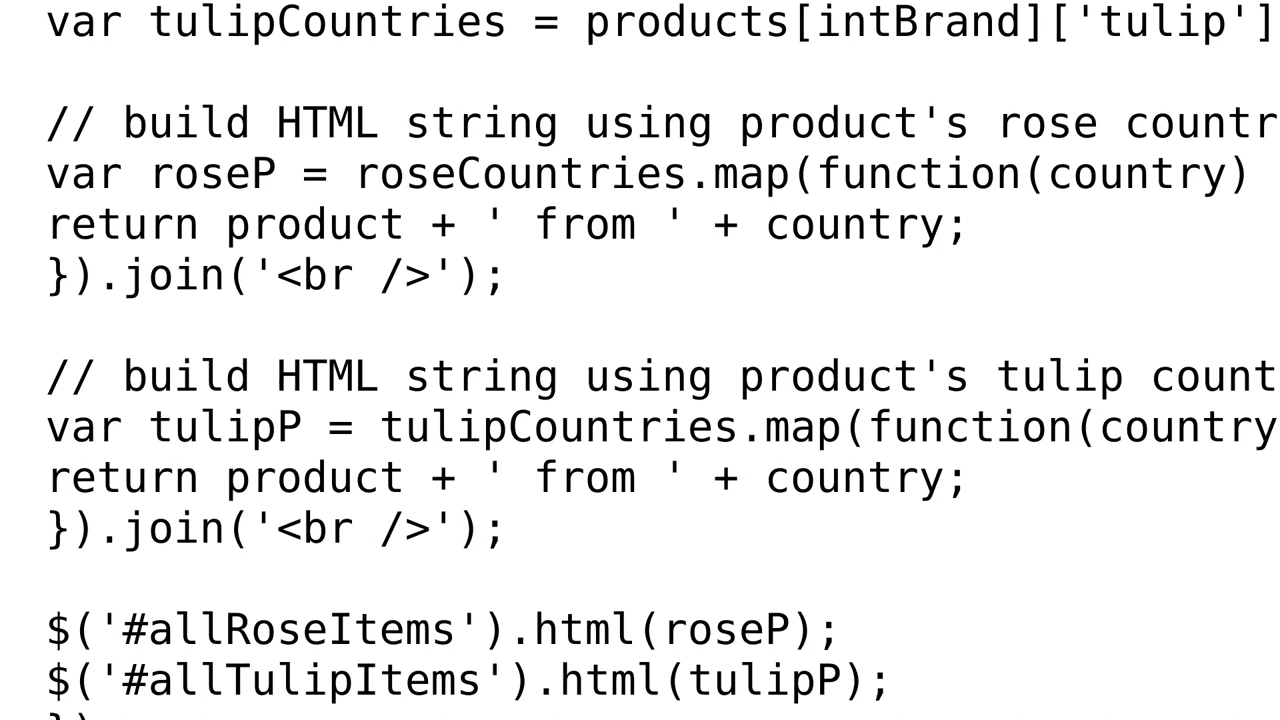 var tulipCountries = products[intBrand]['tulip']
// build HTML string using product's rose countr
var roseP = roseCountries.map(function(country)
return product + ' from ' + country;
}).join('<br />');
// build HTML string using product's tulip count
var tulipP = tulipCountries.map(function(country
return product + ' from ' + country;
}).join('<br />');
$('#allRoseItems').html(roseP);
$('#allTulipItems').html(tulipP);
})